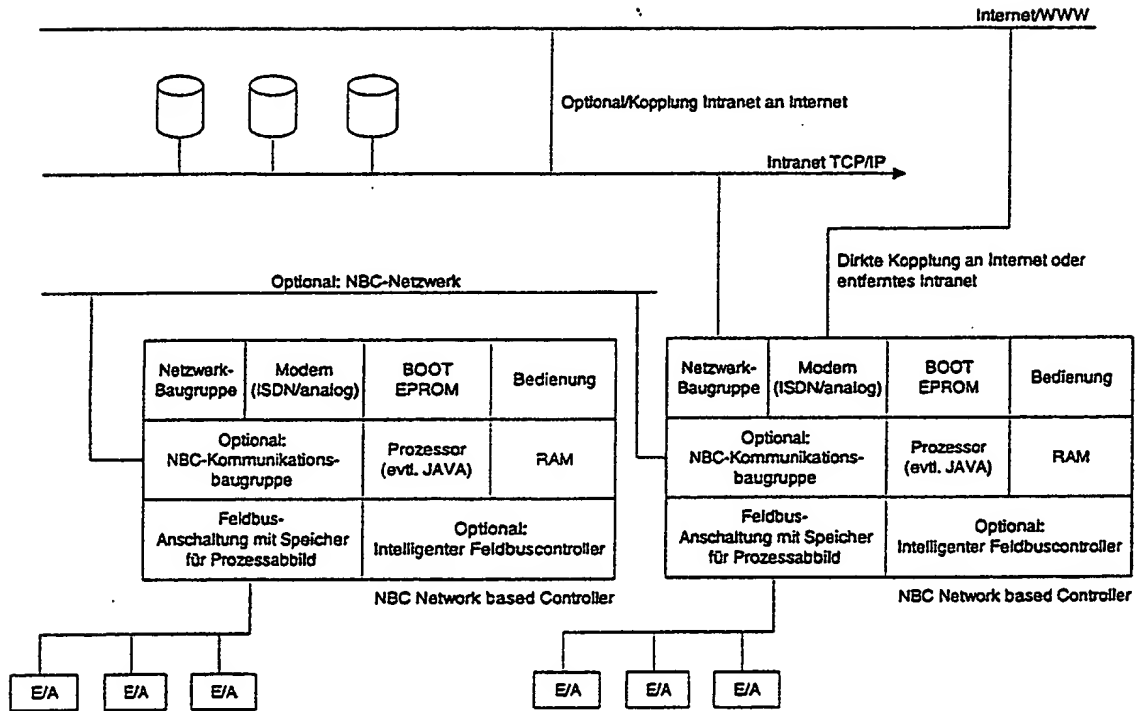 Internet/WWW
Optional/Kopplung Intranet an Internet
Intranet TCP/IP
Dirkte Kopplung an Internet oder
entferntes Intranet
Optional: NBC-Netzwerk
Netzwerk-
Baugruppe
Modem
(ISDN/analog)
BOOT
EPROM
Bedienung
Optional:
NBC-Kommunikations-
baugruppe
Prozessor
(evtl. JAVA)
RAM
Feldbus-
Anschaltung mit Speicher
für Prozessabbild
Optional:
Intelligenter Feldbuscontroller
NBC Network based Controller
E/A
E/A
E/A
Netzwerk-
Baugruppe
Modem
(ISDN/analog)
BOOT
EPROM
Bedienung
Optional:
NBC-Kommunikations-
baugruppe
Prozessor
(evtl. JAVA)
RAM
Feldbus-
Anschaltung mit Speicher
für Prozessabbild
Optional:
Intelligenter Feldbuscontroller
NBC Network based Controller
E/A
E/A
E/A